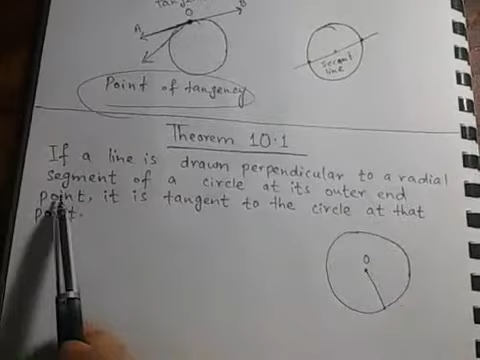 tangen
O
A
B
secant
line
Point of tangency
Theorem 10.1
If a line is drawn perpendicular to a radial
segment of a circle at its outer end
point, it is tangent to the circle at that
point.
O